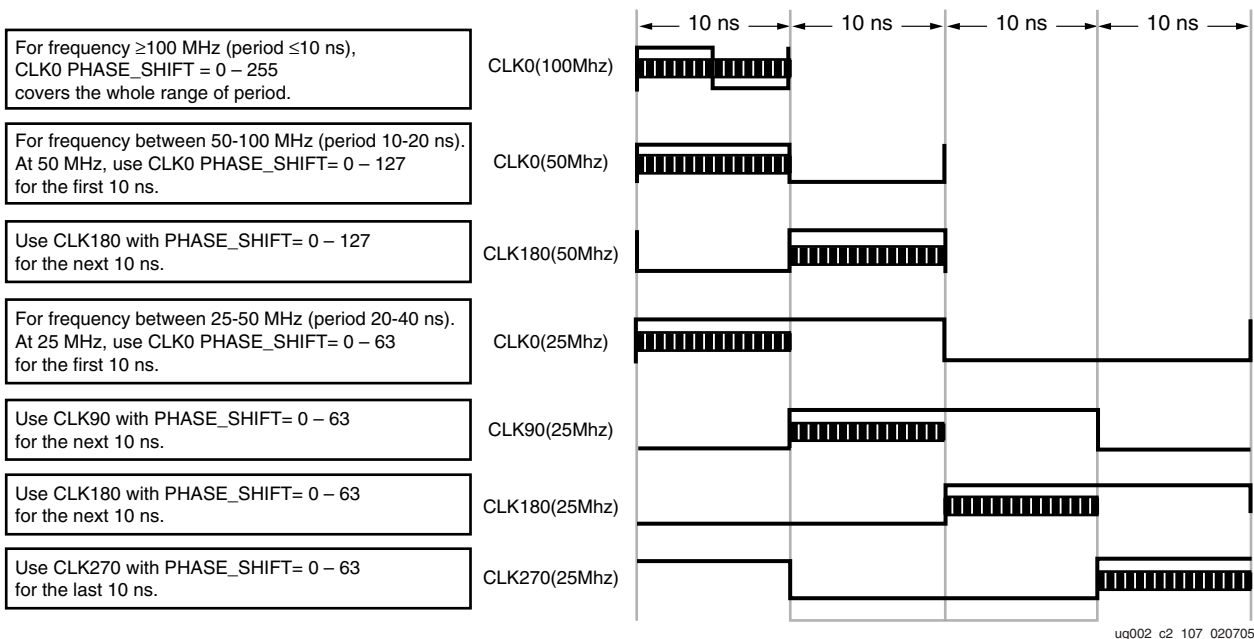 10 ns 10 ns 10 ns 10 ns
For frequency ≥100 MHz (period ≤10 ns),
CLK0 PHASE_SHIFT = 0 – 255
covers the whole range of period.
CLK0(100Mhz)
For frequency between 50-100 MHz (period 10-20 ns).
At 50 MHz, use CLK0 PHASE_SHIFT= 0 – 127
for the first 10 ns.
CLK0(50Mhz)
Use CLK180 with PHASE_SHIFT= 0 – 127
for the next 10 ns.
CLK180(50Mhz)
For frequency between 25-50 MHz (period 20-40 ns).
At 25 MHz, use CLK0 PHASE_SHIFT= 0 – 63
for the first 10 ns.
CLK0(25Mhz)
Use CLK90 with PHASE_SHIFT= 0 – 63
for the next 10 ns.
CLK90(25Mhz)
Use CLK180 with PHASE_SHIFT= 0 – 63
for the next 10 ns.
CLK180(25Mhz)
Use CLK270 with PHASE_SHIFT= 0 – 63
for the last 10 ns.
CLK270(25Mhz)
ug002_c2_107_020705